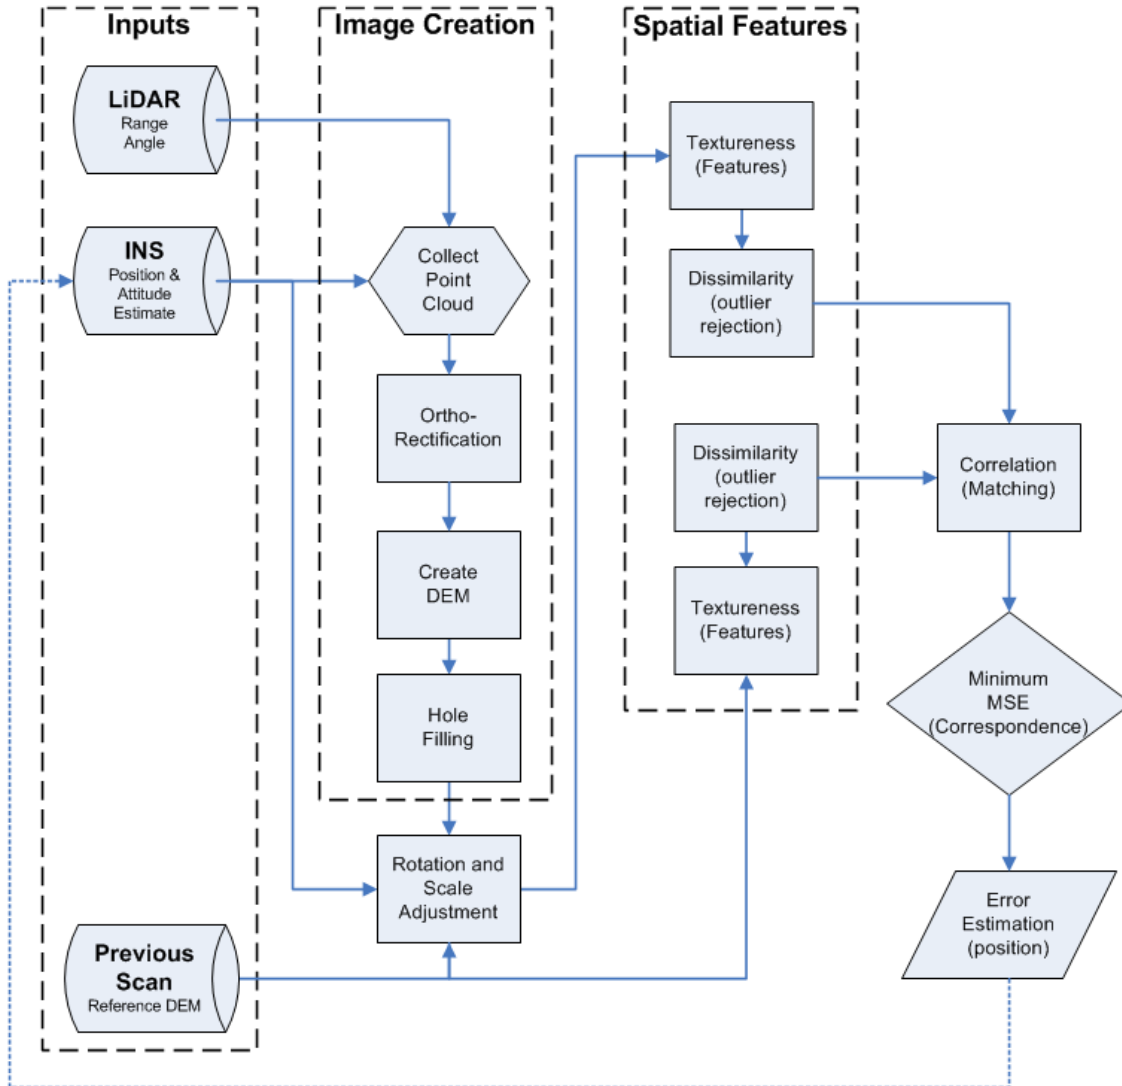 Inputs
Image Creation
Spatial Features
LiDAR
Range
Angle
INS
Position &
Attitude
Estimate
Previous
Scan
Reference DEM
Collect
Point
Cloud
Ortho-
Rectification
Create
DEM
Hole
Filling
Rotation and
Scale
Adjustment
Textureness
(Features)
Dissimilarity
(outlier
rejection)
Dissimilarity
(outlier
rejection)
Textureness
(Features)
Correlation
(Matching)
Minimum
MSE
(Correspondence)
Error
Estimation
(position)